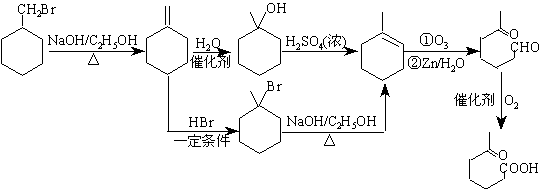 CH2Br
NaOH/C2H5OH
△
H2O
催化剂
OH
H2SO4(浓)
①O3
②Zn/H2O
O
CHO
HBr
一定条件
Br
NaOH/C2H5OH
△
催化剂
O2
O
COOH